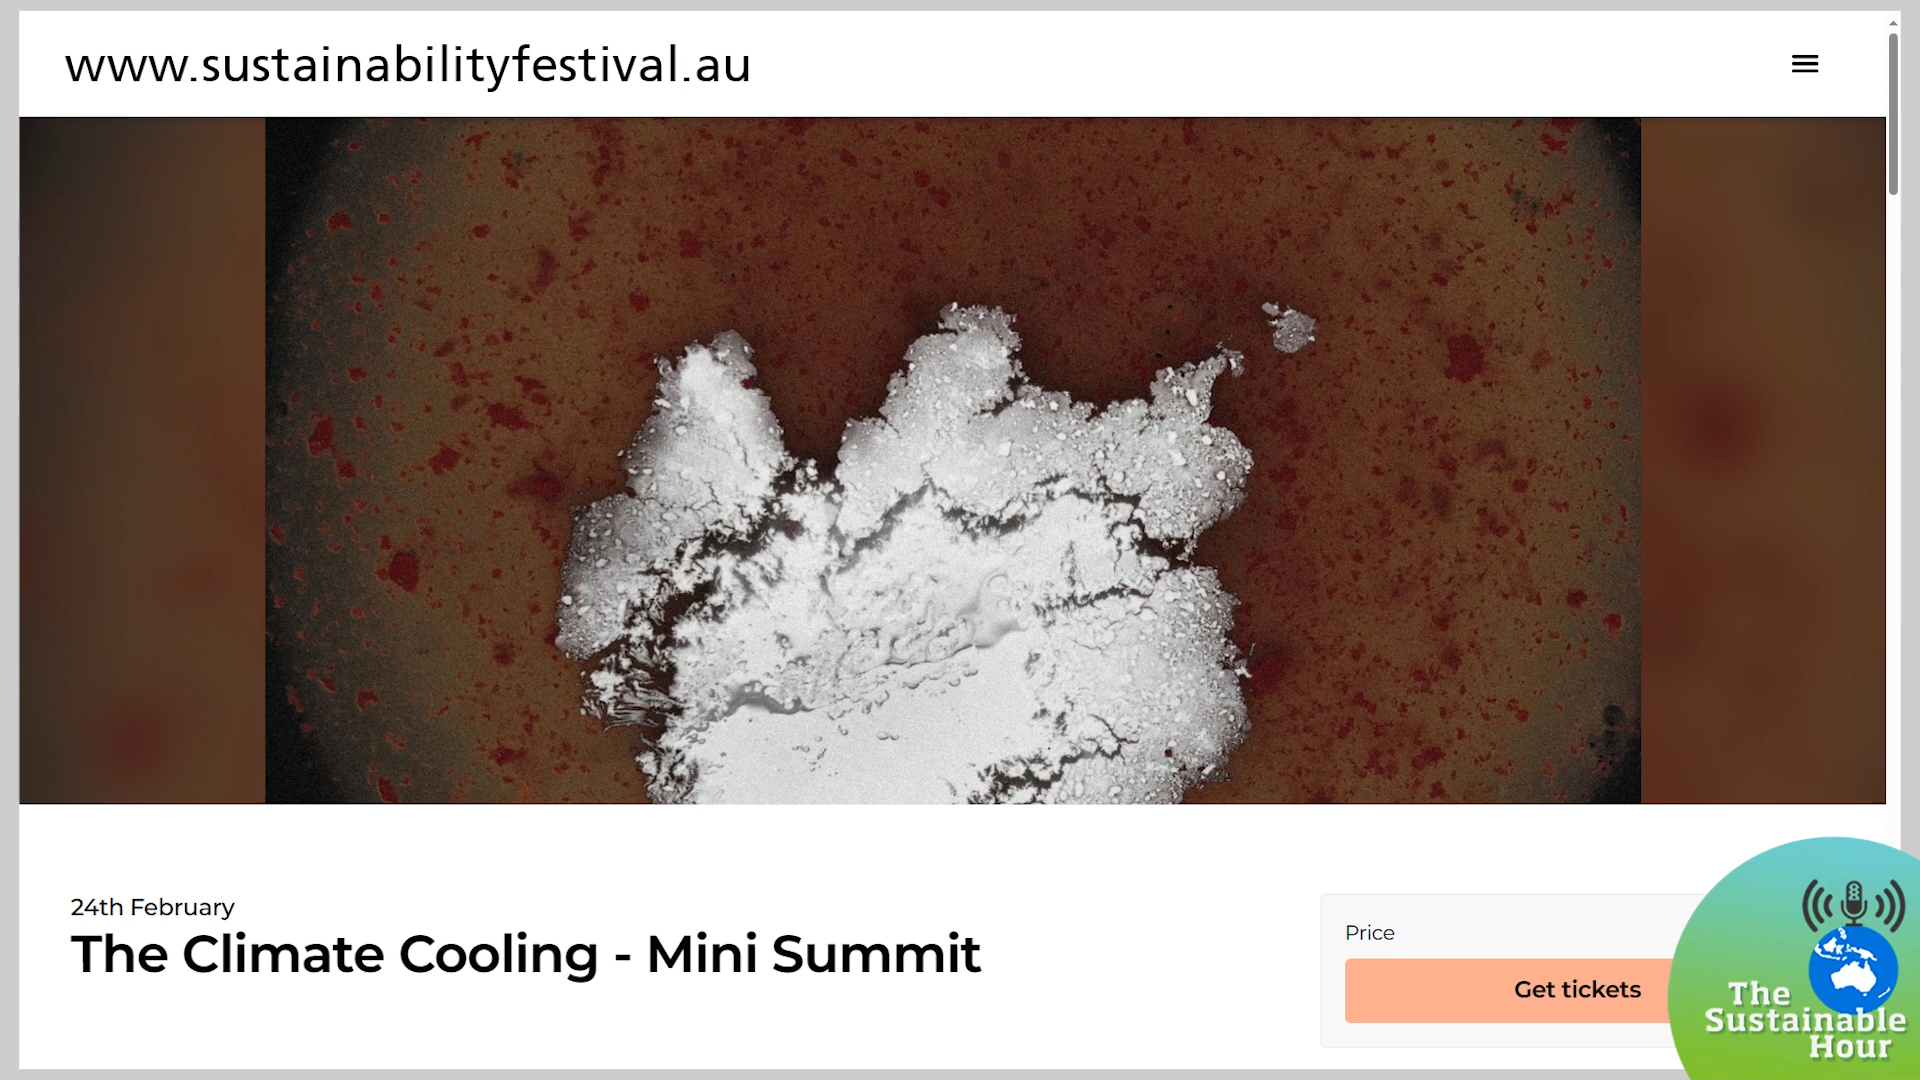 www.sustainabilityfestival.au
24th February
The Climate Cooling - Mini Summit
Price
Get tickets
The
Sustainable
Hour